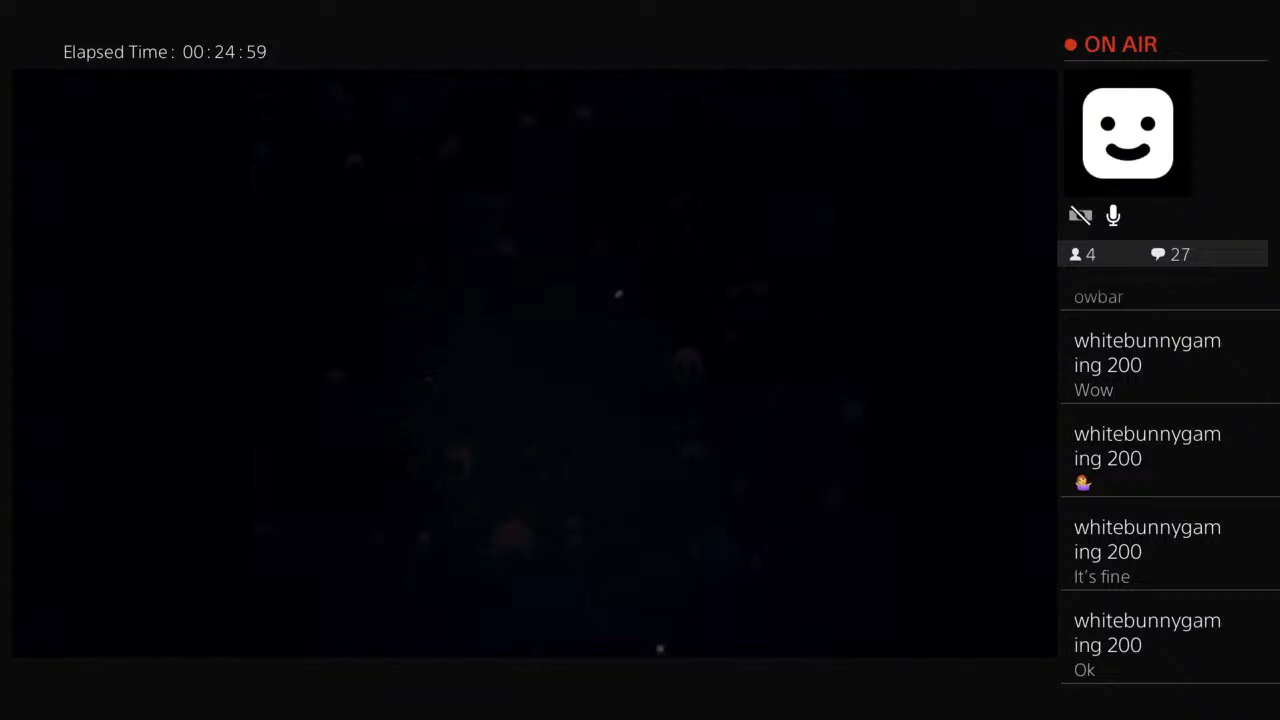 Elapsed Time: 00:24:59
ON AIR
4 27
owbar
whitebunnygam
ing 200
Wow
whitebunnygam
ing 200
🤷‍♀️
whitebunnygam
ing 200
It's fine
whitebunnygam
ing 200
Ok